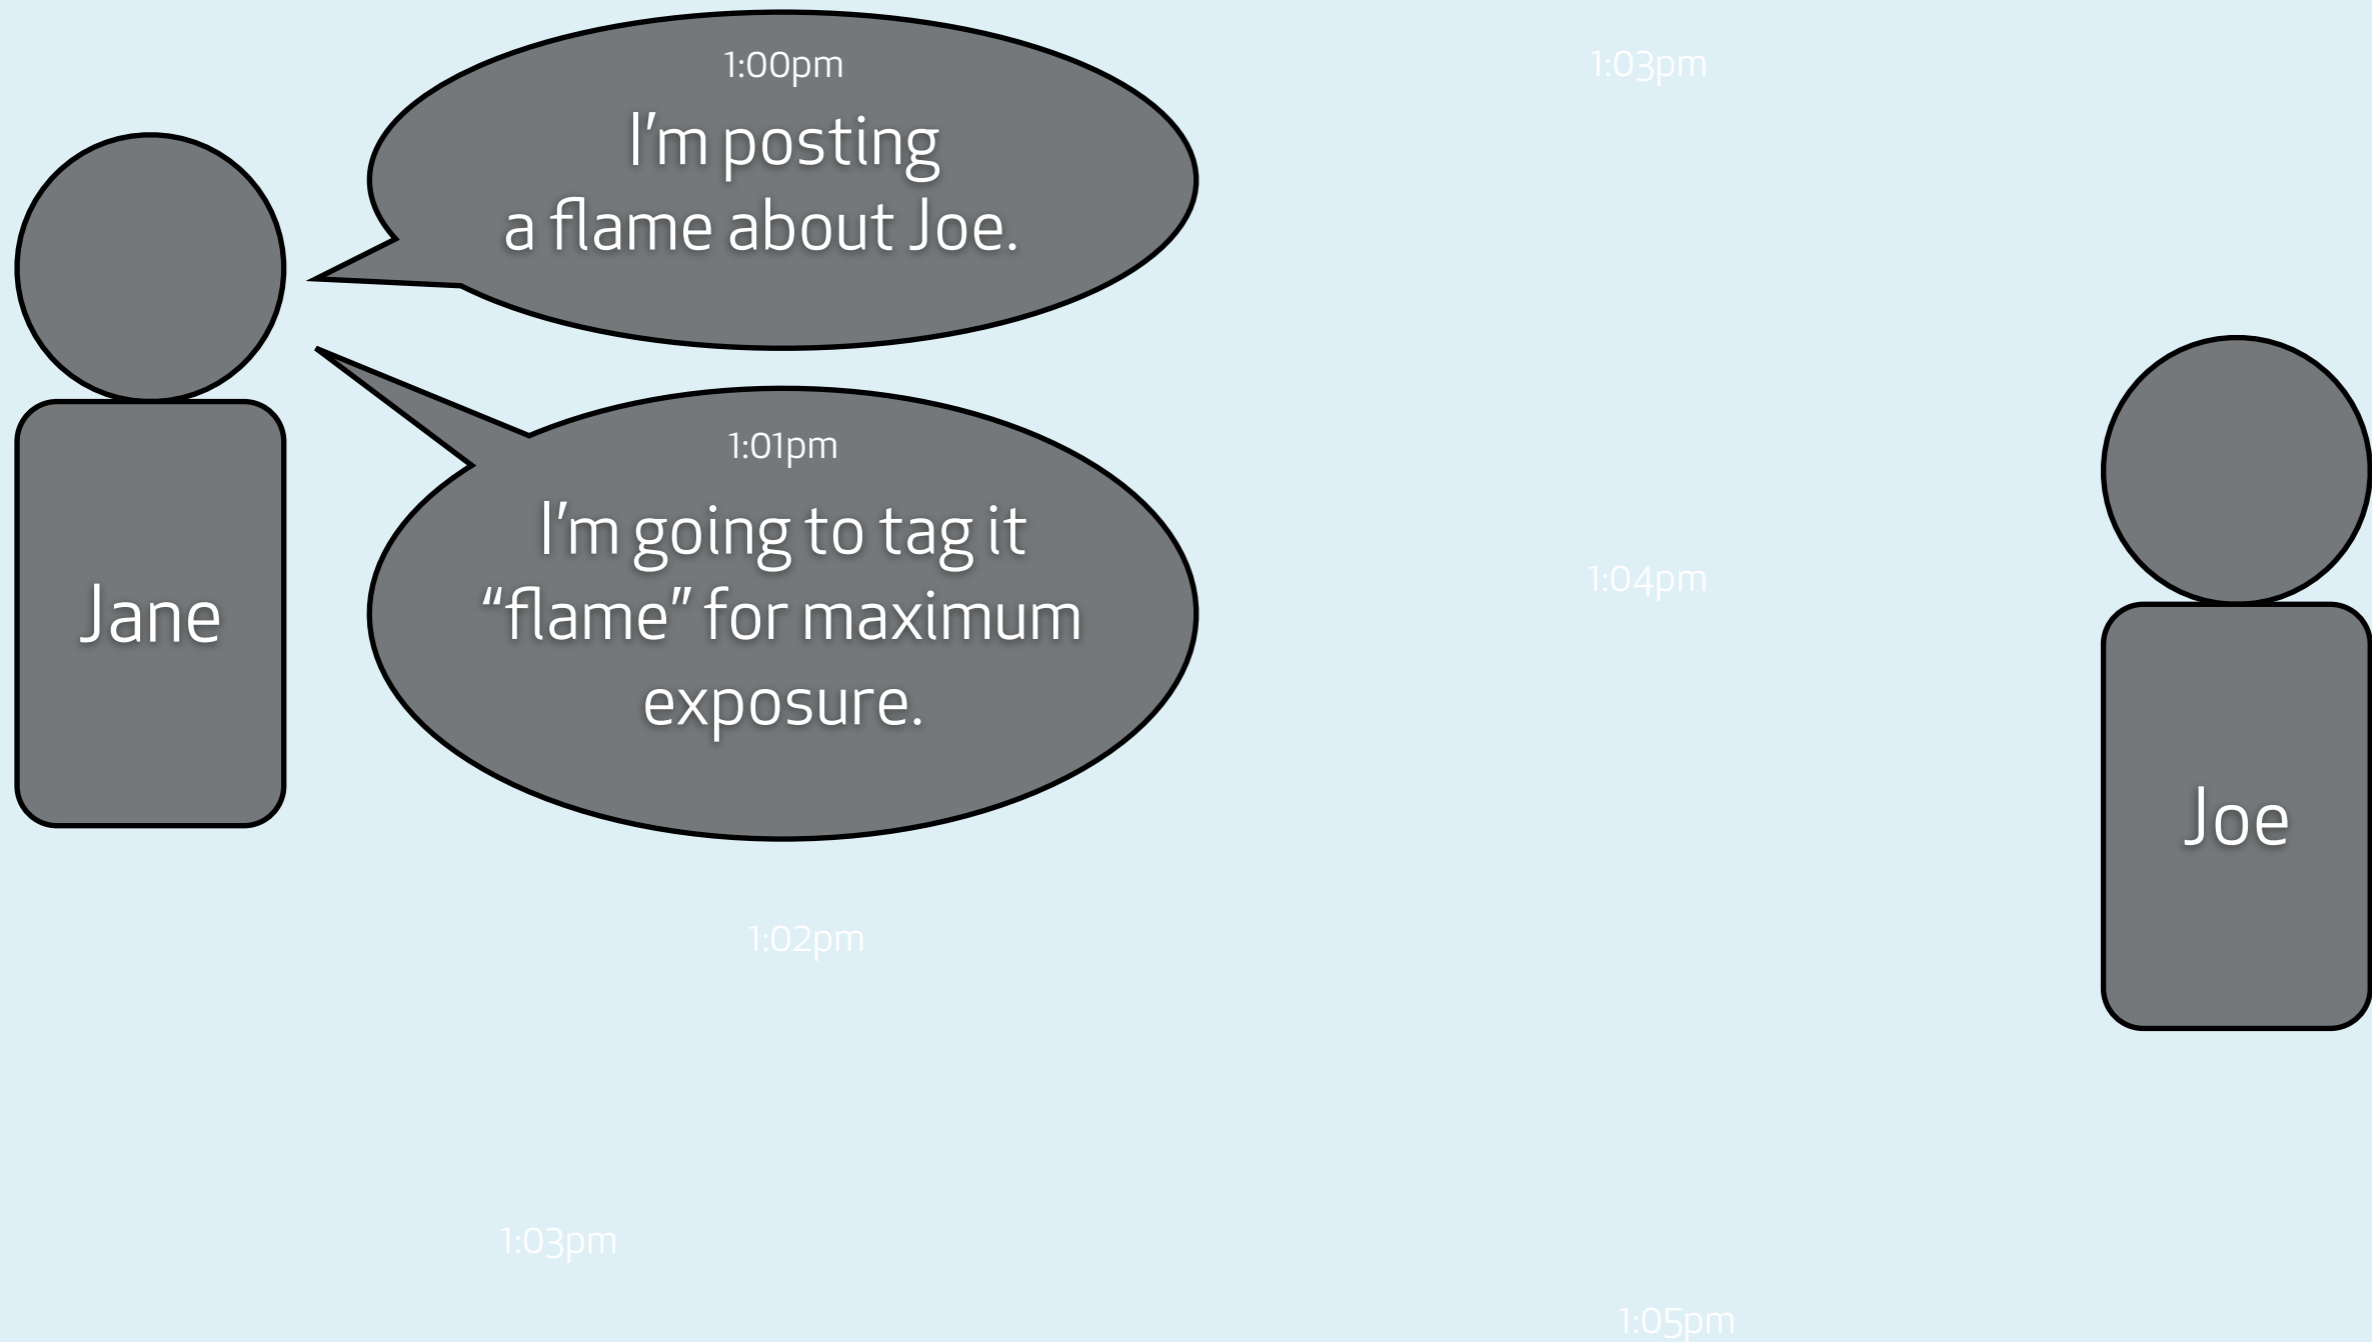 1:00pm
I'm posting
a flame about Joe.
1:01pm
I'm going to tag it
“flame” for maximum
exposure.
Jane
1:02pm
1:03pm
1:03pm
1:04pm
Joe
1:05pm